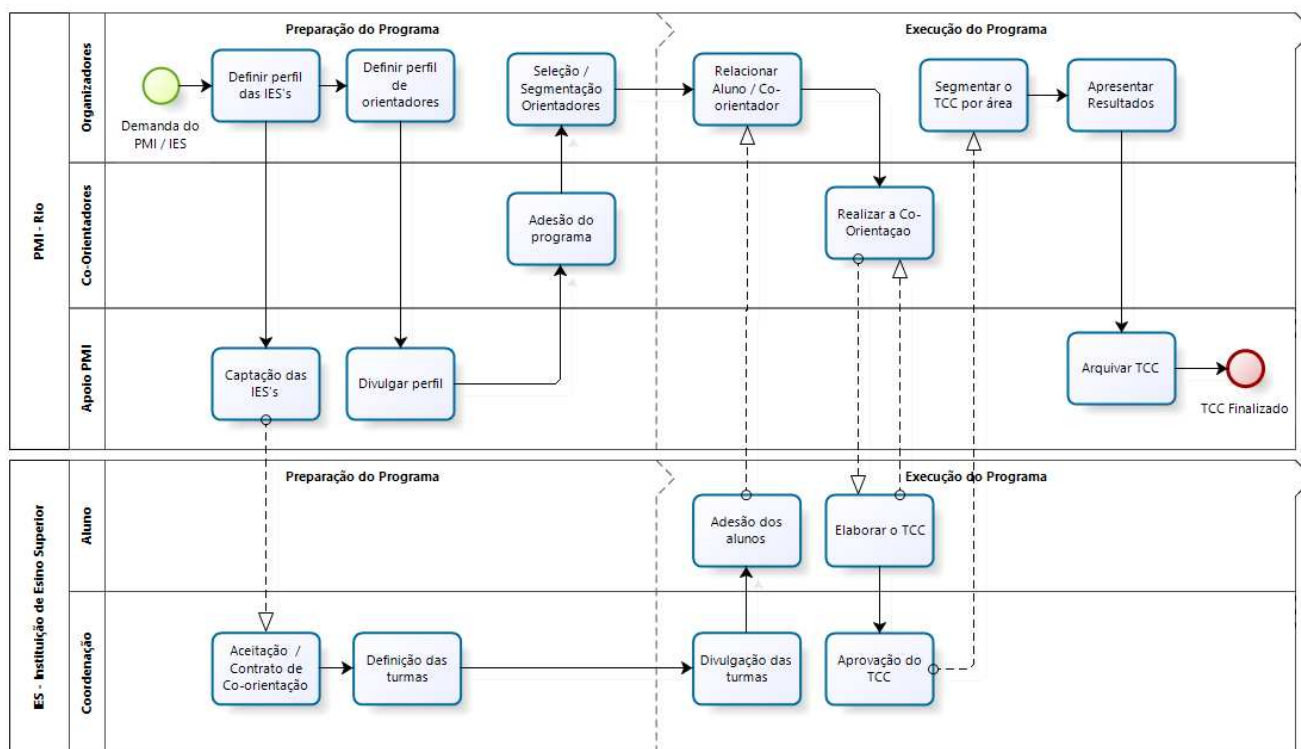 PMI - Rio
Organizadores
Co-Orientadores
Apoio PMI
Preparação do Programa
Execução do Programa
Demanda do
PMI / IES
Definir perfil
das IES's
Definir perfil
de
orientadores
Seleção /
Segmentação
Orientadores
Relacionar
Aluno / Co-
orientador
Segmentar o
TCC por área
Apresentar
Resultados
Adesão do
programa
Realizar a Co-
Orientaçao
Captação das
IES's
Divulgar perfil
Arquivar TCC
TCC Finalizado
IES - Instituição de Esino Superior
Aluno
Coordenação
Preparação do Programa
Execução do Programa
Adesão dos
alunos
Elaborar o TCC
Aceitação /
Contrato de
Co-orientação
Definição das
turmas
Divulgação das
turmas
Aprovação do
TCC